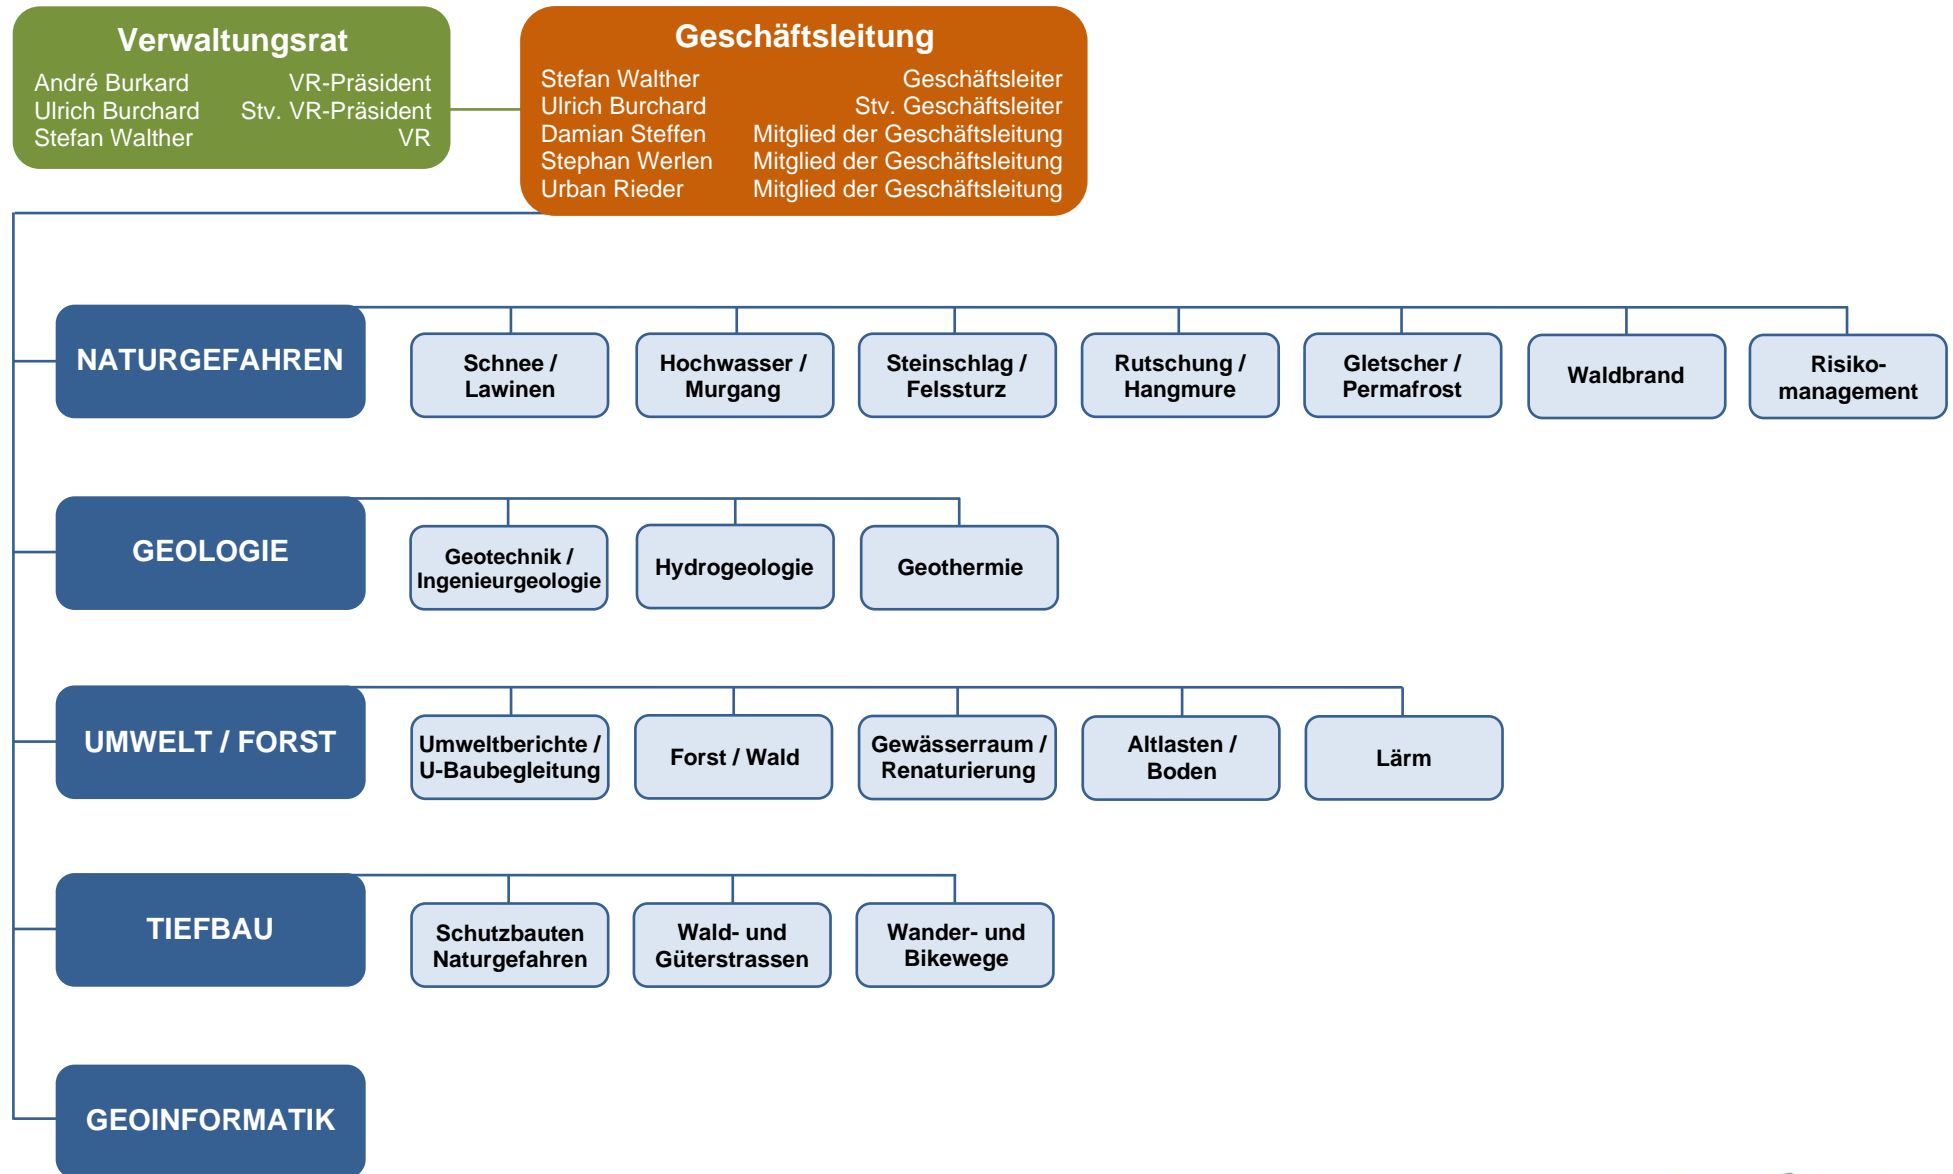 Verwaltungsrat
André Burkard VR-Präsident
Ulrich Burchard Stv. VR-Präsident
Stefan Walther VR
Geschäftsleitung
Stefan Walther Geschäftsleiter
Ulrich Burchard Stv. Geschäftsleiter
Damian Steffen Mitglied der Geschäftsleitung
Stephan Werlen Mitglied der Geschäftsleitung
Urban Rieder Mitglied der Geschäftsleitung
NATURGEFAHREN
Schnee /
Lawinen
Hochwasser /
Murgang
Steinschlag /
Felssturz
Rutschung /
Hangmure
Gletscher /
Permafrost
Waldbrand
Risiko-
management
GEOLOGIE
Geotechnik /
Ingenieurgeologie
Hydrogeologie
Geothermie
UMWELT / FORST
Umweltberichte /
U-Baubegleitung
Forst / Wald
Gewässerraum /
Renaturierung
Altlasten /
Boden
Lärm
TIEFBAU
Schutzbauten
Naturgefahren
Wald- und
Güterstrassen
Wander- und
Bikewege
GEOINFORMATIK